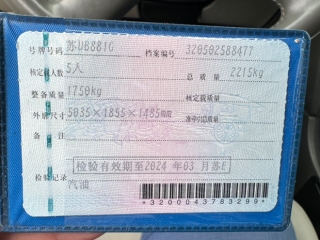 号牌号码 苏UB881G 档案编号 320502588477
核定载人数 5人 总质量 2215kg
整备质量 1750kg 核定载质量
外廓尺寸 5035×1855×1485mm 准牵引总质量
备注
检验有效期至2024 年03 月苏E
检验记录
汽油
*3200043783299*